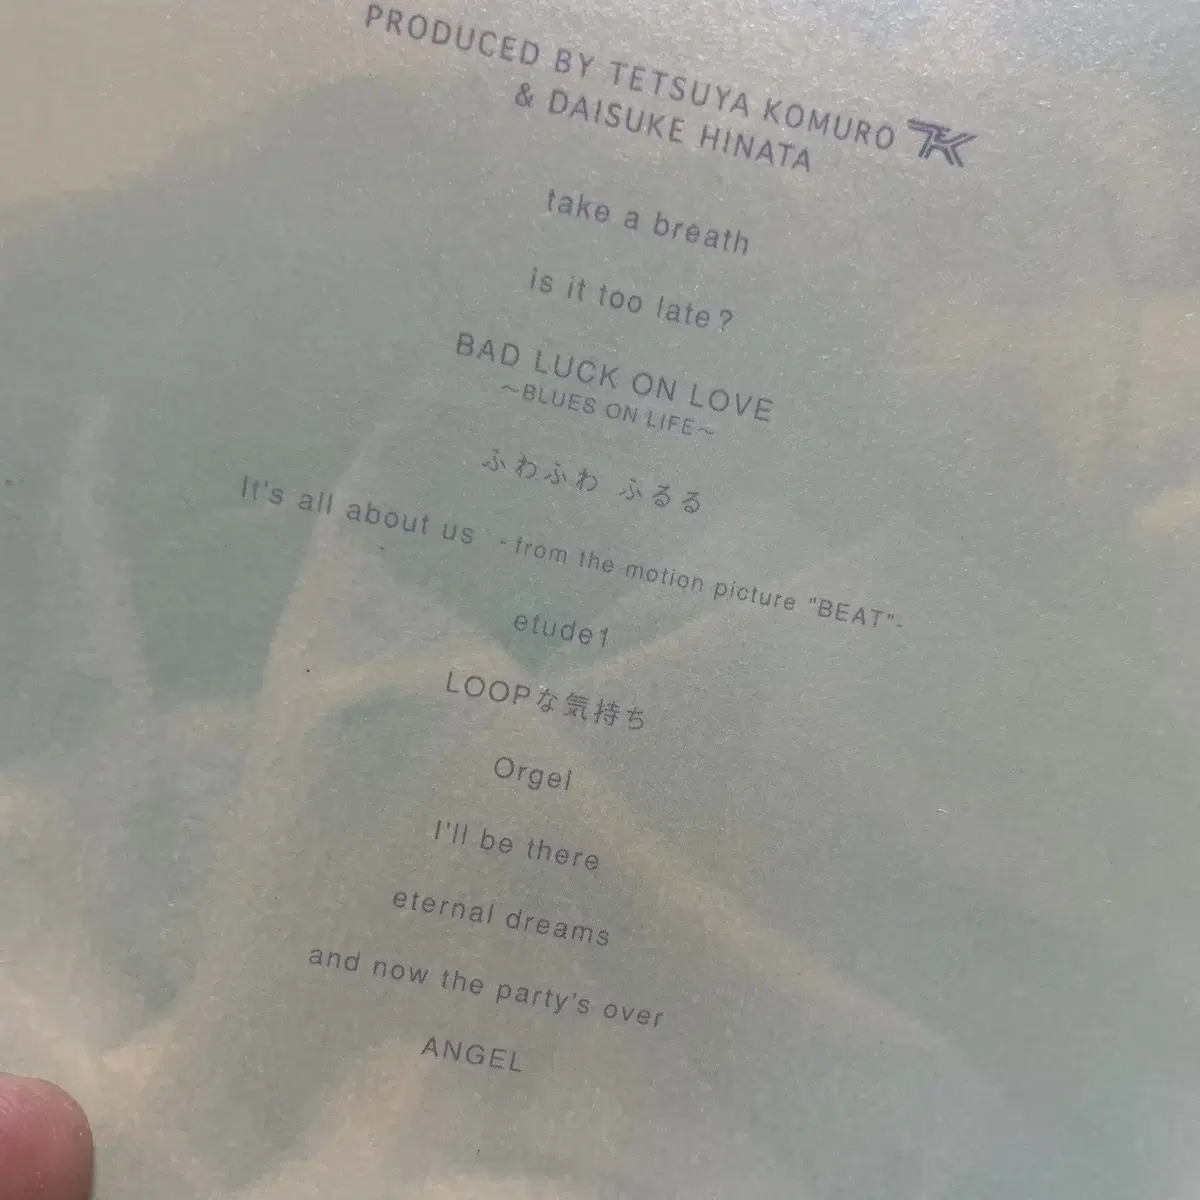 PRODUCED BY TETSUYA KOMURO TK
& DAISUKE HINATA
take a breath
is it too late?
BAD LUCK ON LOVE
～BLUES ON LIFE～
ふわふわ ふるる
It's all about us -from the motion picture "BEAT"-
etude1
LOOPな気持ち
Orgel
I'll be there
eternal dreams
and now the party's over
ANGEL